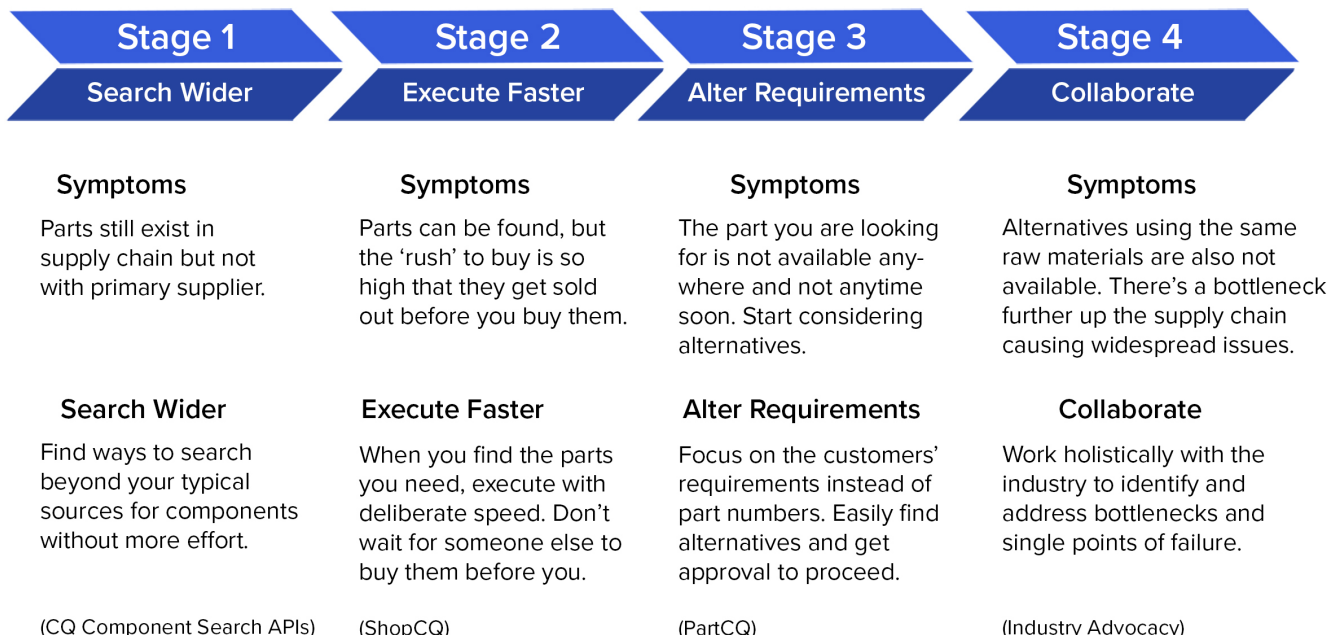 Stage 1
Search Wider
Stage 2
Execute Faster
Stage 3
Alter Requirements
Stage 4
Collaborate
Symptoms
Parts still exist in
supply chain but not
with primary supplier.
Search Wider
Find ways to search
beyond your typical
sources for components
without more effort.
(CQ Component Search APIs)
Symptoms
Parts can be found, but
the ‘rush’ to buy is so
high that they get sold
out before you buy them.
Execute Faster
When you find the parts
you need, execute with
deliberate speed. Don’t
wait for someone else to
buy them before you.
(ShopCQ)
Symptoms
The part you are looking
for is not available any-
where and not anytime
soon. Start considering
alternatives.
Alter Requirements
Focus on the customers’
requirements instead of
part numbers. Easily find
alternatives and get
approval to proceed.
(PartCQ)
Symptoms
Alternatives using the same
raw materials are also not
available. There’s a bottleneck
further up the supply chain
causing widespread issues.
Collaborate
Work holistically with the
industry to identify and
address bottlenecks and
single points of failure.
(Industry Advocacy)